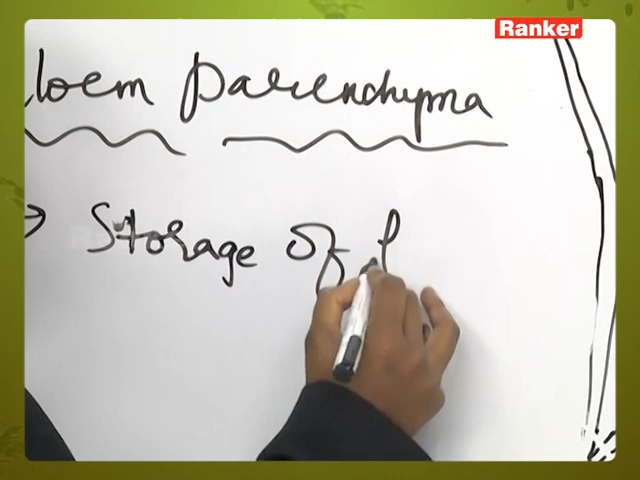 Ranker
loem parenchyma
→ Storage of f